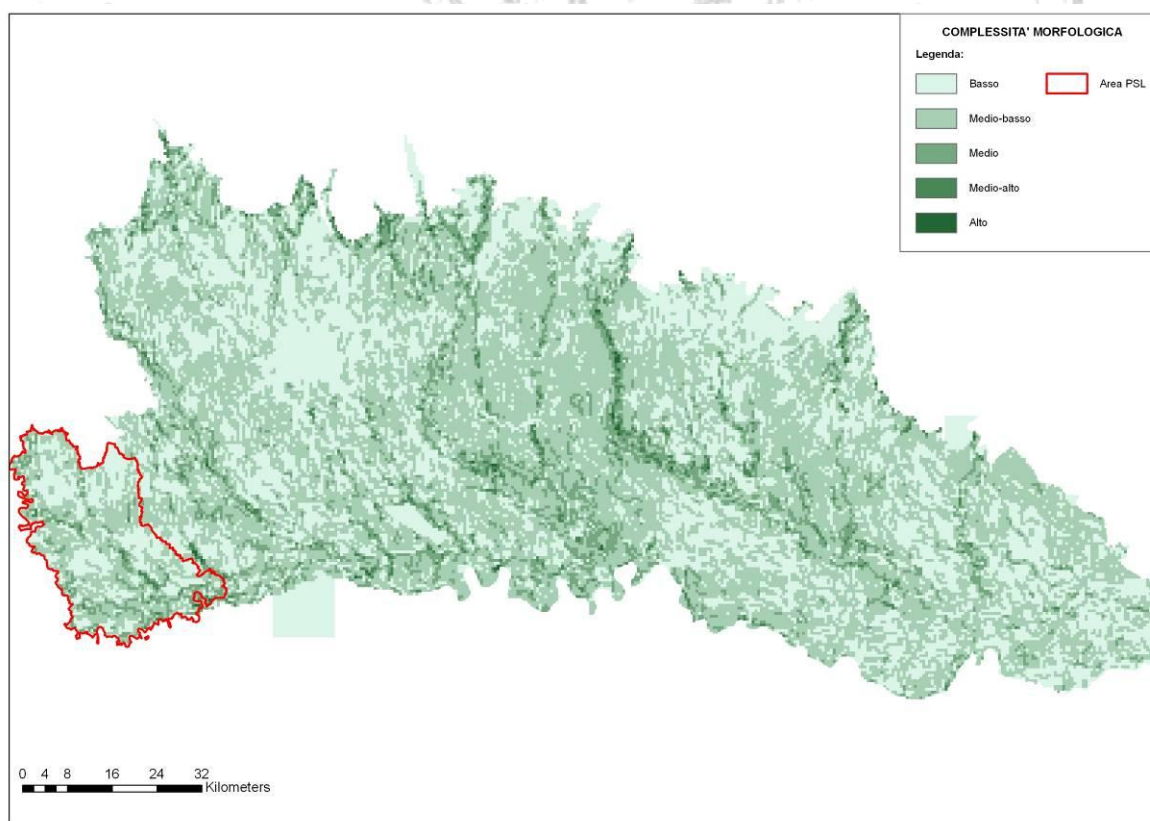 COMPLESSITA' MORFOLOGICA
Legenda:
Basso
Area PSL
Medio-basso
Medio
Medio-alto
Alto
0 4 8 16 24 32
Kilometers